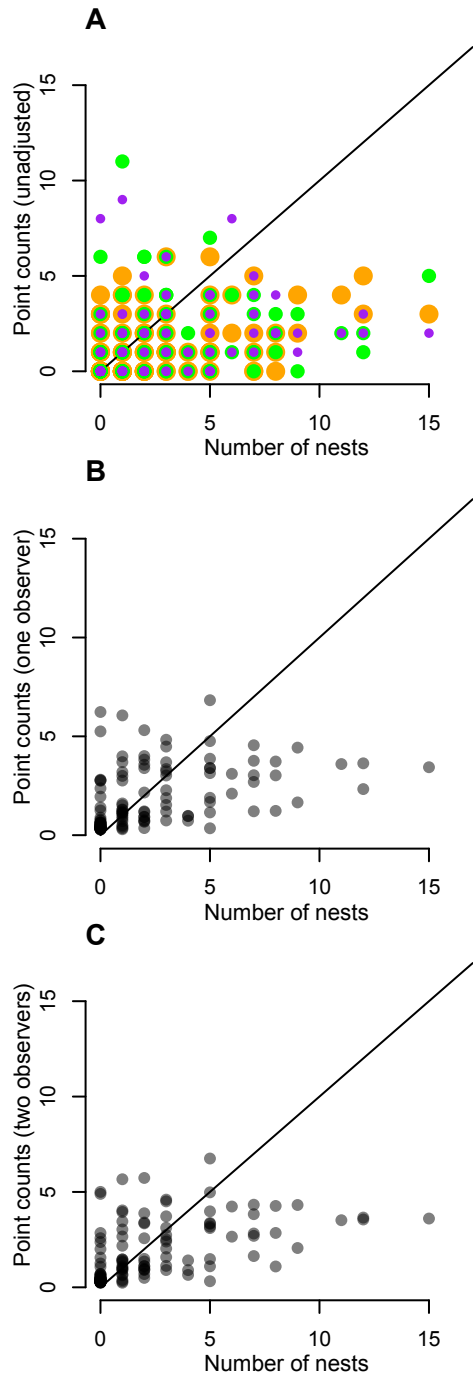 A
Point counts (unadjusted)
15
10
5
0
0 5 10 15
Number of nests
B
Point counts (one observer)
15
10
5
0
0 5 10 15
Number of nests
C
Point counts (two observers)
15
10
5
0
0 5 10 15
Number of nests